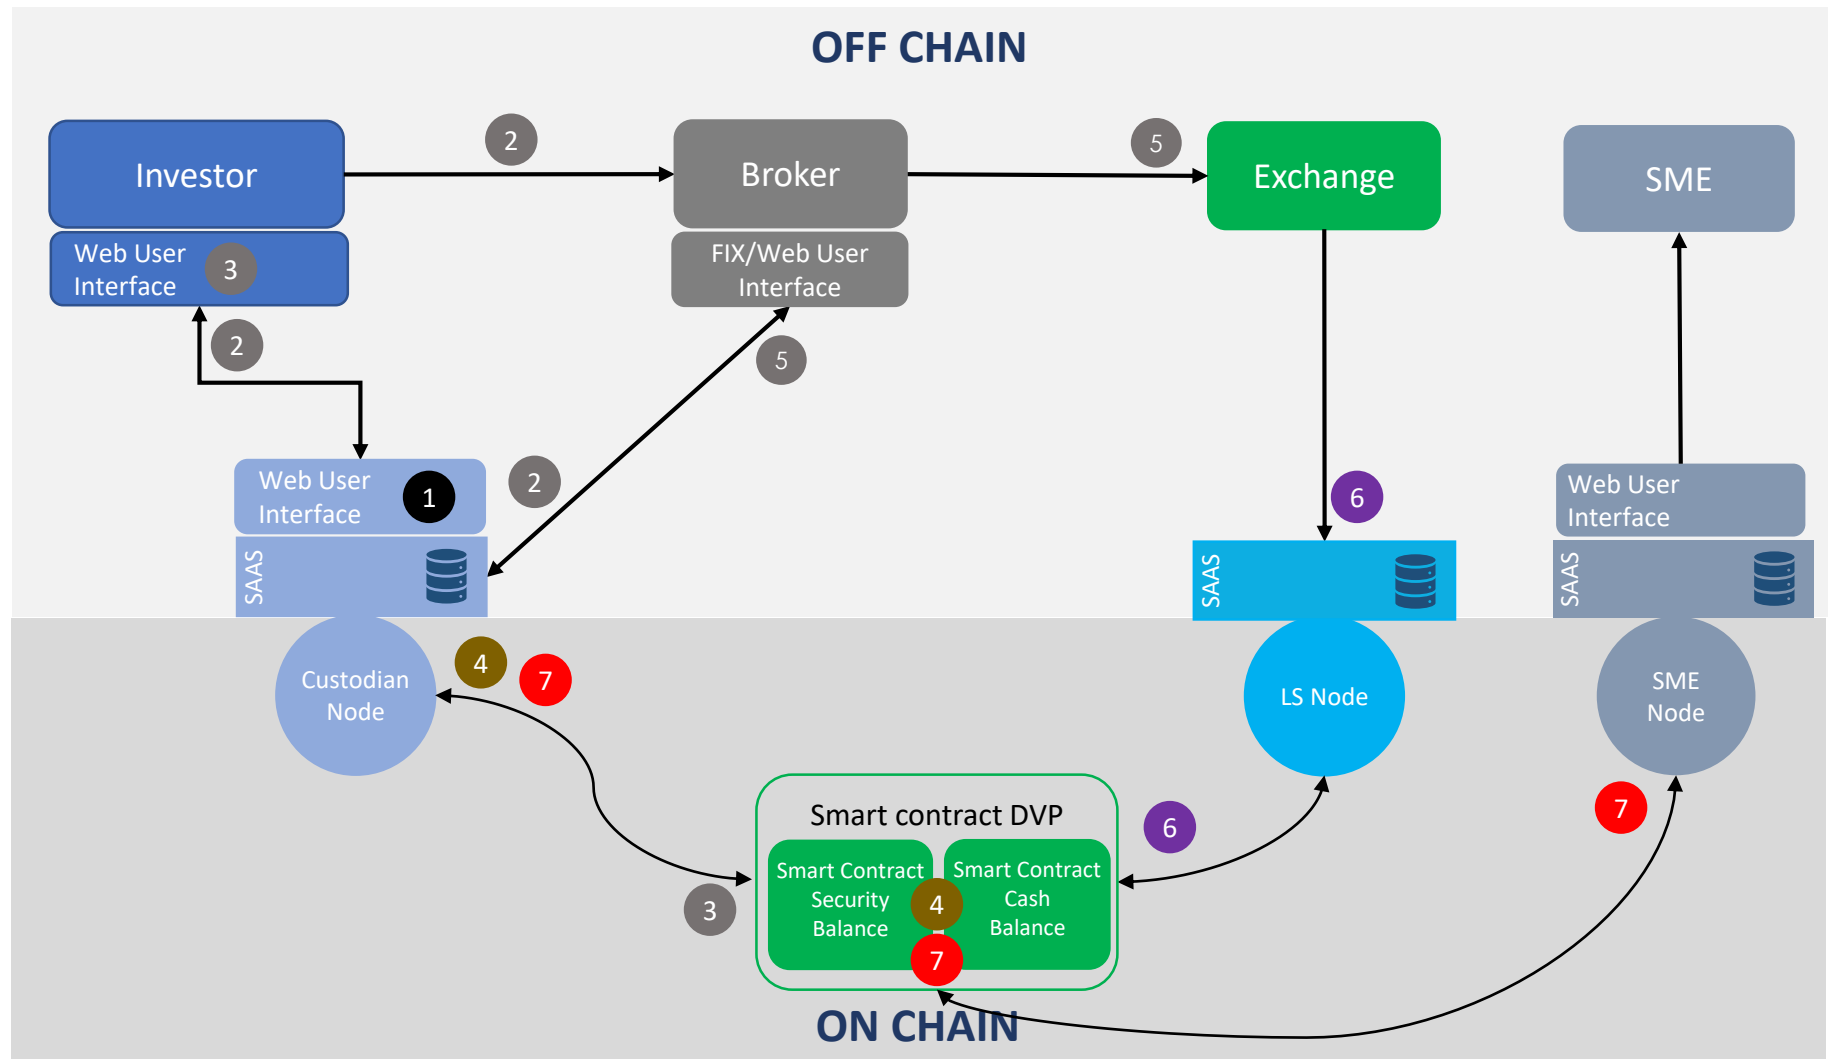 OFF CHAIN
2
5
Investor
Broker
Exchange
SME
Web User
Interface
3
FIX/Web User
Interface
2
5
Web User
Interface
1
2
6
Web User
Interface
SAAS
SAAS
SAAS
4
7
Custodian
Node
LS Node
SME
Node
7
Smart contract DVP
6
Smart Contract
Security
Balance
Smart Contract
Cash
Balance
3
4
7
ON CHAIN